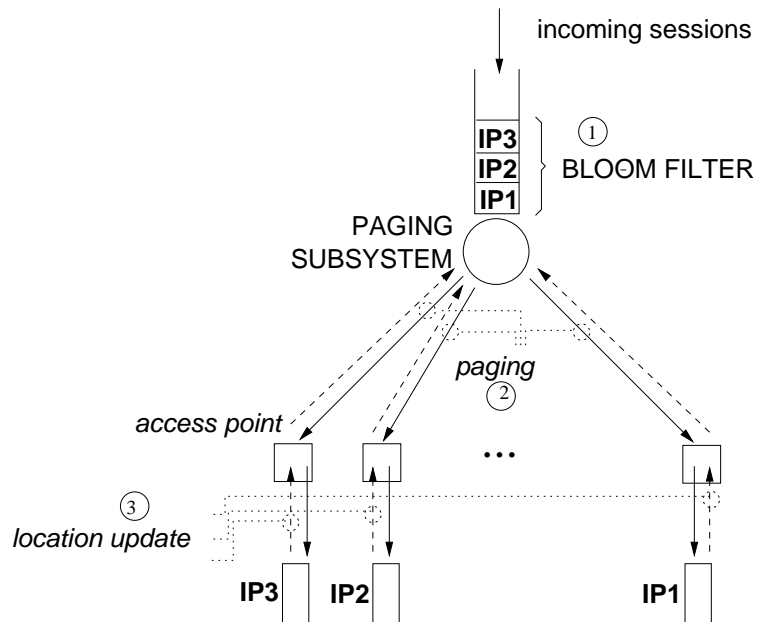 incoming sessions
1
IP3
IP2
IP1
BLOOM FILTER
PAGING
SUBSYSTEM
paging
2
access point
...
3
location update
IP3
IP2
IP1